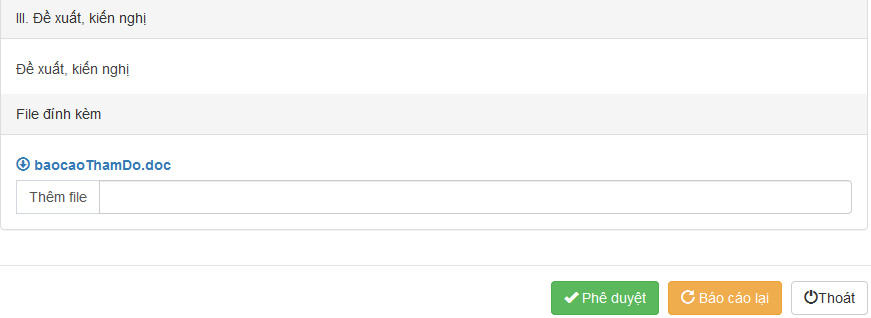 III. Đề xuất, kiến nghị
Đề xuất, kiến nghị
File đính kèm
baocaoThamDo.doc
Thêm file
Phê duyệt Báo cáo lại Thoát